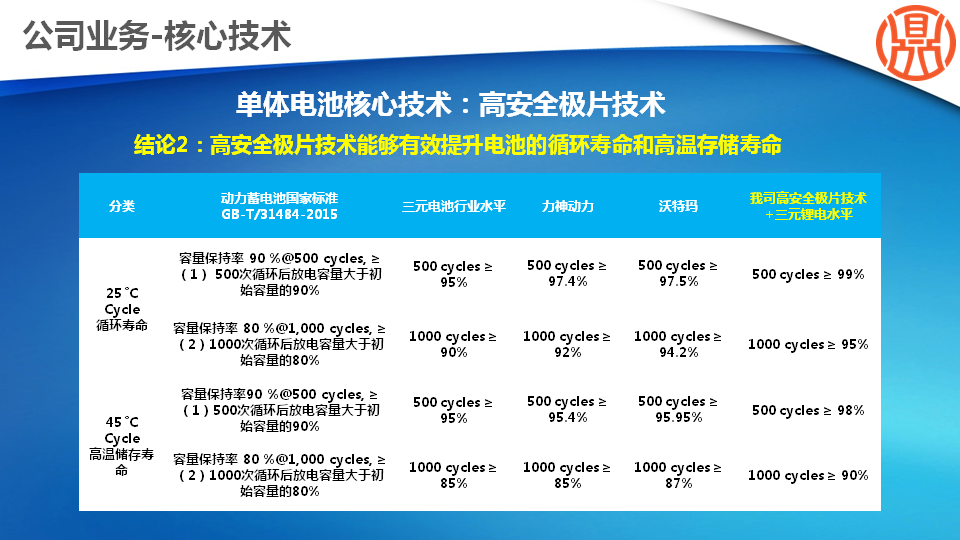 公司业务-核心技术
鼎
单体电池核心技术：高安全极片技术
结论2：高安全极片技术能够有效提升电池的循环寿命和高温存储寿命
分类
动力蓄电池国家标准
GB-T/31484-2015
三元电池行业水平
力神动力
沃特玛
我司高安全极片技术
+三元锂电水平
25℃
Cycle
循环寿命
容量保持率 90 %@500 cycles, ≥
（1） 500次循环后放电容量大于初
始容量的90%
500 cycles ≥
95%
500 cycles ≥
97.4%
500 cycles ≥
97.5%
500 cycles ≥ 99%
容量保持率 80 %@1,000 cycles, ≥
（2）1000次循环后放电容量大于初
始容量的80%
1000 cycles ≥
90%
1000 cycles ≥
92%
1000 cycles ≥
94.2%
1000 cycles ≥ 95%
45℃
Cycle
高温储存寿
命
容量保持率90 %@500 cycles, ≥
（1）500次循环后放电容量大于初
始容量的90%
500 cycles ≥
95%
500 cycles ≥
95.4%
500 cycles ≥
95.95%
500 cycles ≥ 98%
容量保持率 80 %@1,000 cycles, ≥
（2）1000次循环后放电容量大于初
始容量的80%
1000 cycles ≥
85%
1000 cycles ≥
85%
1000 cycles ≥
87%
1000 cycles ≥ 90%